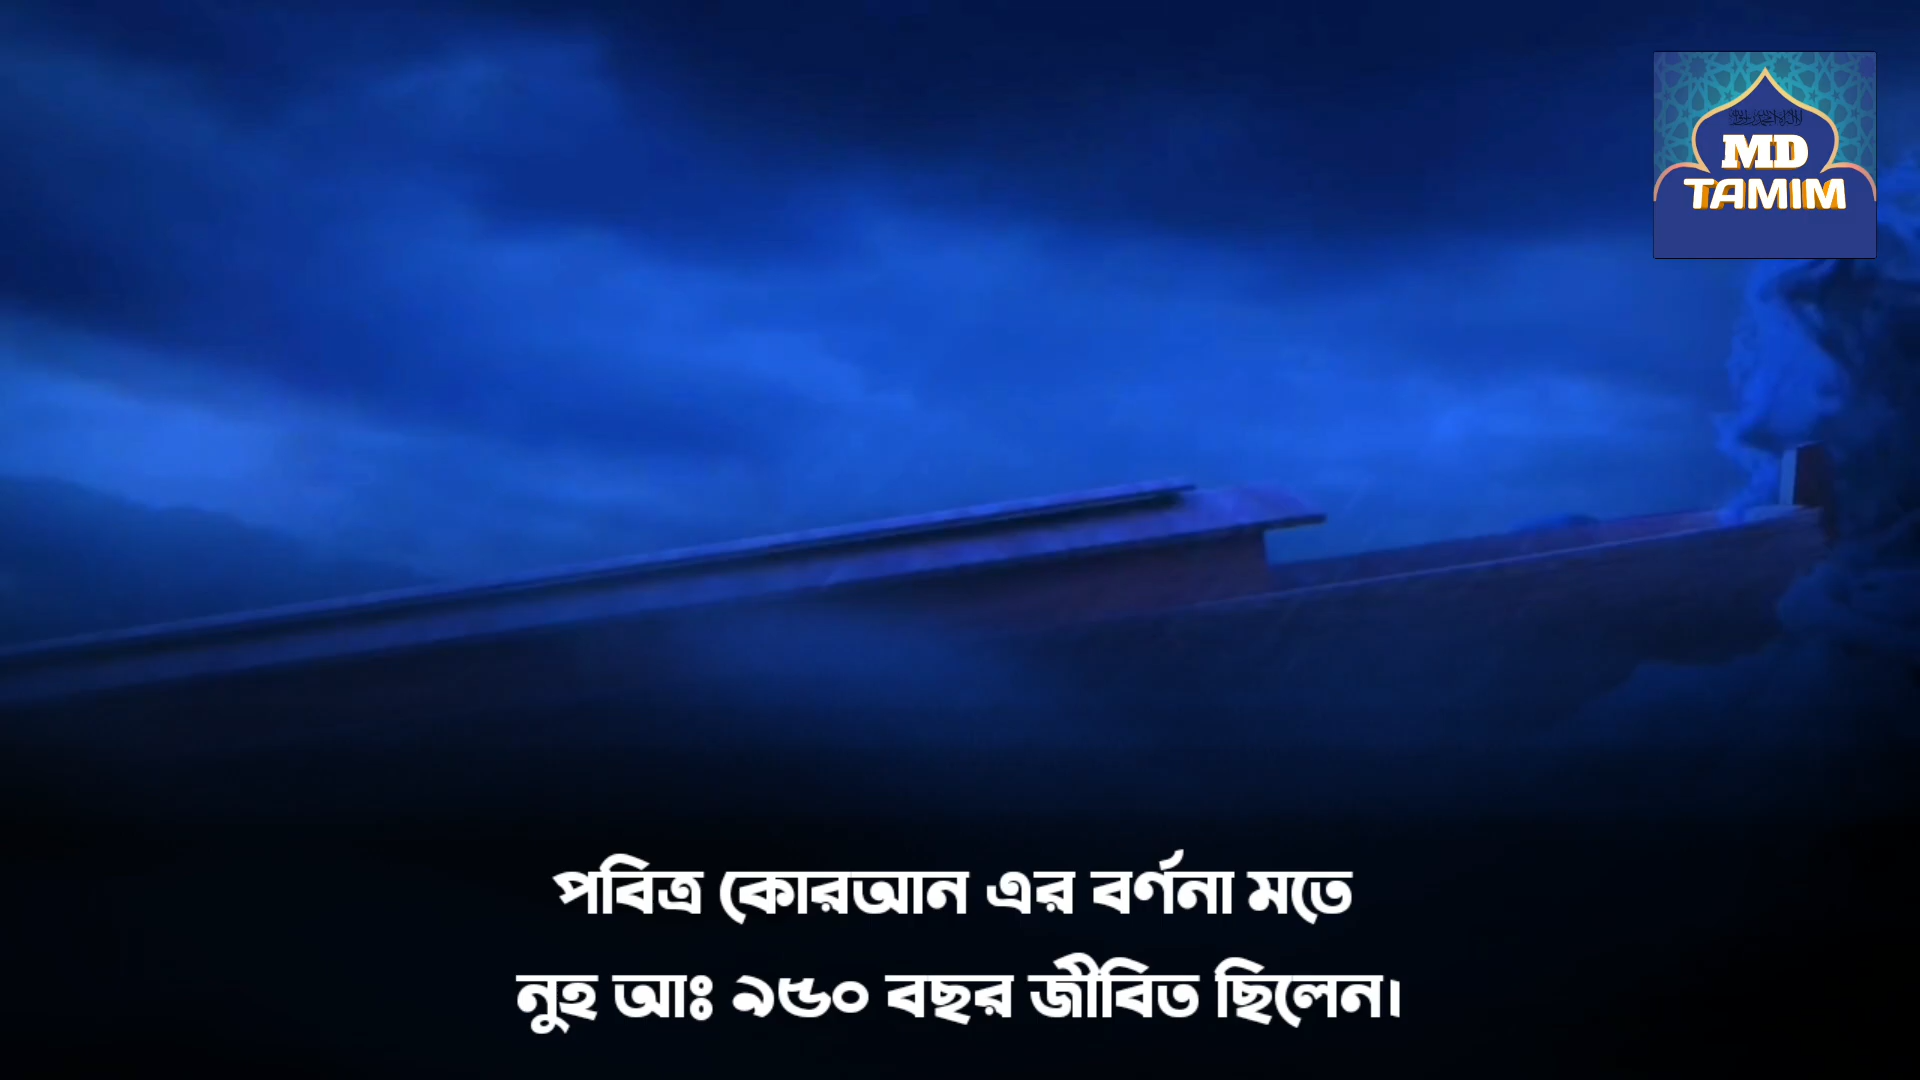 MD
TAMIM
পবিত্র কোরআন এর বর্ণনা মতে
নুহ আঃ ৯৫০ বছর জীবিত ছিলেন।